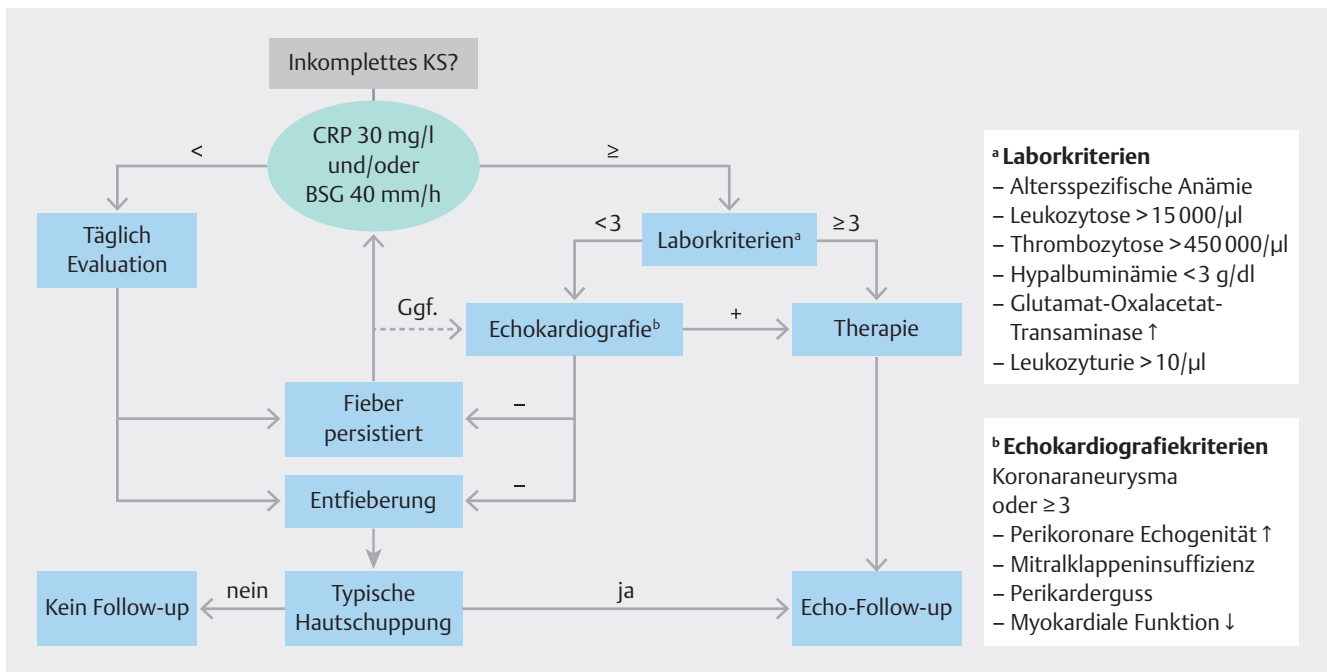 Inkomplettes KS?
CRP 30 mg/l
und/oder
BSG 40 mm/h
<
≥
Täglich
Evaluation
<3
Laborkriterienᵃ
≥3
Ggf.
Echokardiografieᵇ
+
Therapie
Fieber
persistiert
–
Entfieberung
–
Kein Follow-up
nein
Typische
Hautschuppung
ja
Echo-Follow-up
ᵃ Laborkriterien
– Altersspezifische Anämie
– Leukozytose >15 000/µl
– Thrombozytose >450 000/µl
– Hypalbuminämie <3 g/dl
– Glutamat-Oxalacetat-
Transaminase ↑
– Leukozyturie >10/µl
ᵇ Echokardiografiekriterien
Koronaraneurysma
oder ≥3
– Perikoronare Echogenität ↑
– Mitralklappeninsuffizienz
– Perikarderguss
– Myokardiale Funktion ↓